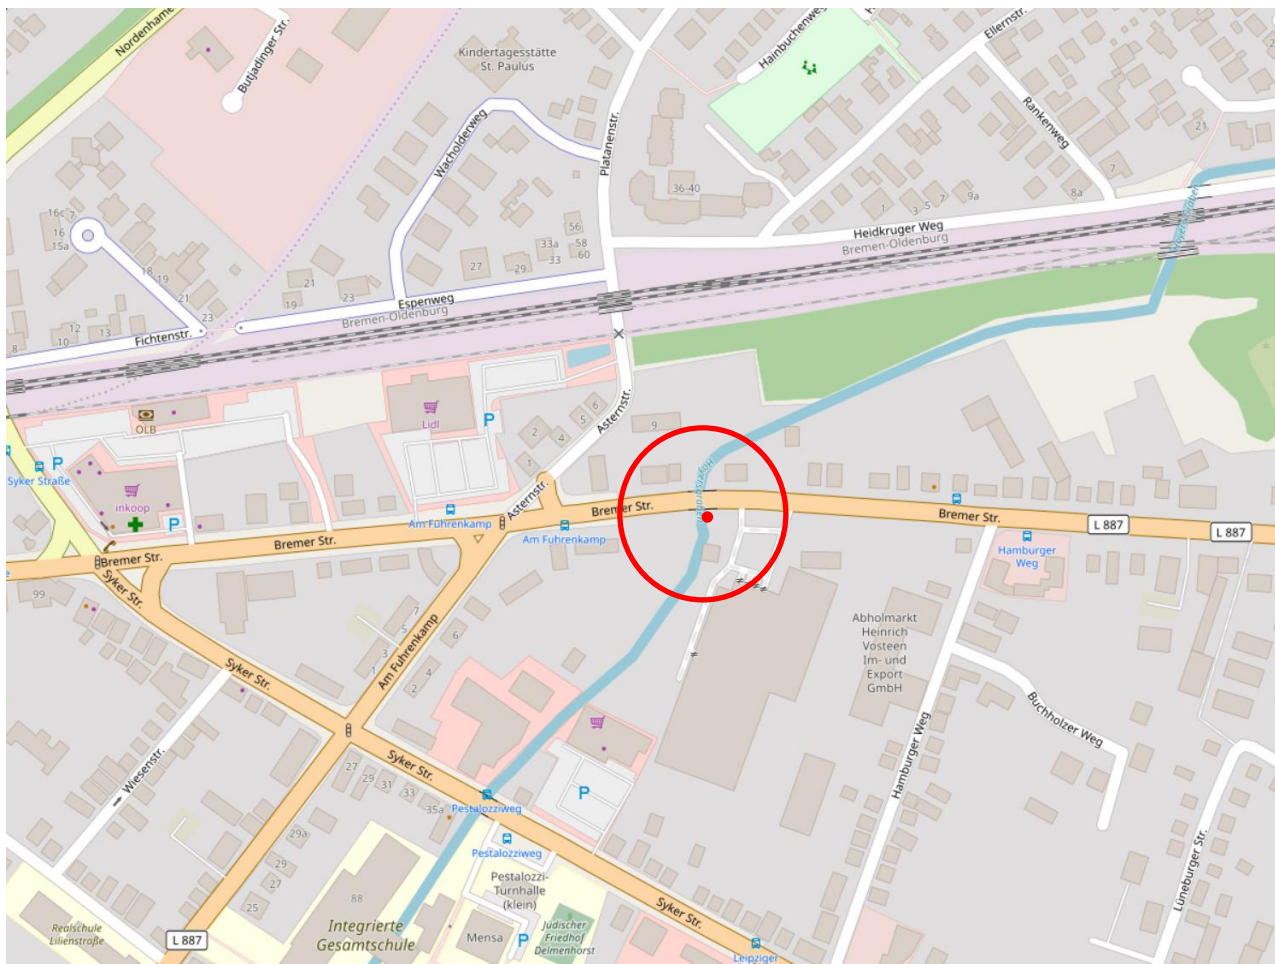 Nordenhame
Butjadinger Str.
Kindertagesstätte
St. Paulus
Hainbuchenweg
Ellernstr.
Wacholderweg
Platanenstr.
Rankenweg
21
7
36-40
8a
9a
7
5
3
1
16c
7
16
15a
Heidkruger Weg
Bremen-Oldenburg
56
33a
58
33
60
27
29
18
19
21
21
23
19
23
Espenweg
Bremen-Oldenburg
12
10
13
8
Fichtenstr.
OLB
Lidl
P
6
5
2
4
1
Asternstr.
9
Syker Straße
P
inkoop
P
Am Führenkamp
Asternstr.
Am Fuhrenkamp
Bremer Str.
Bremer Str.
Bremer Str.
Bremer Str.
L 887
L 887
Hamburger
Weg
Syker Str.
99
7
5
3
1
6
4
2
Am Fuhrenkamp
Abholmarkt
Heinrich
Vosteen
Im- und
Export
GmbH
Syker Str.
Buchholzer Weg
Hamburger Weg
Wiesenstr.
Syker Str.
27
29
31
33
35a
P
Pestalozziweg
Pestalozziweg
29a
29
27
25
88
Lüneburger Str.
Pestalozzi-
Turnhalle
(klein)
Integrierte
Gesamtschule
Mensa
P
Jüdischer
Friedhof
Delmenhorst
Syker Str.
Realschule
Lilienstraße
L 887
Leipziger